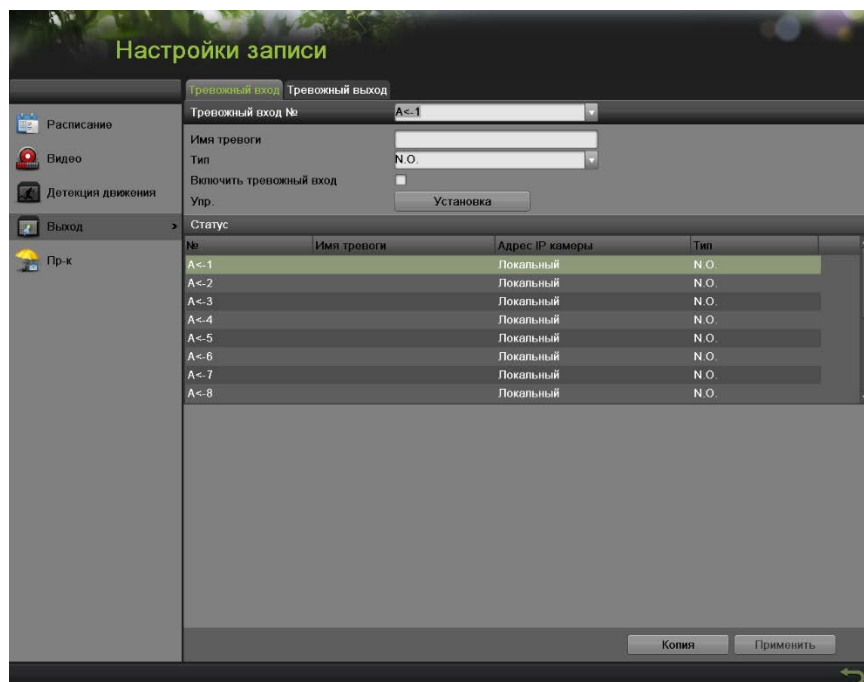 Настройки записи
Тревожный вход Тревожный выход
Тревожный вход № A<-1
Расписание
Имя тревоги
Видео
Тип N.O.
Включить тревожный вход
Детекция движения
Упр. Установка
Выход
Статус
№ Имя тревоги Адрес IP камеры Тип
Пр-к
A<-1 Локальный N.O.
A<-2 Локальный N.O.
A<-3 Локальный N.O.
A<-4 Локальный N.O.
A<-5 Локальный N.O.
A<-6 Локальный N.O.
A<-7 Локальный N.O.
A<-8 Локальный N.O.
Копия Применить